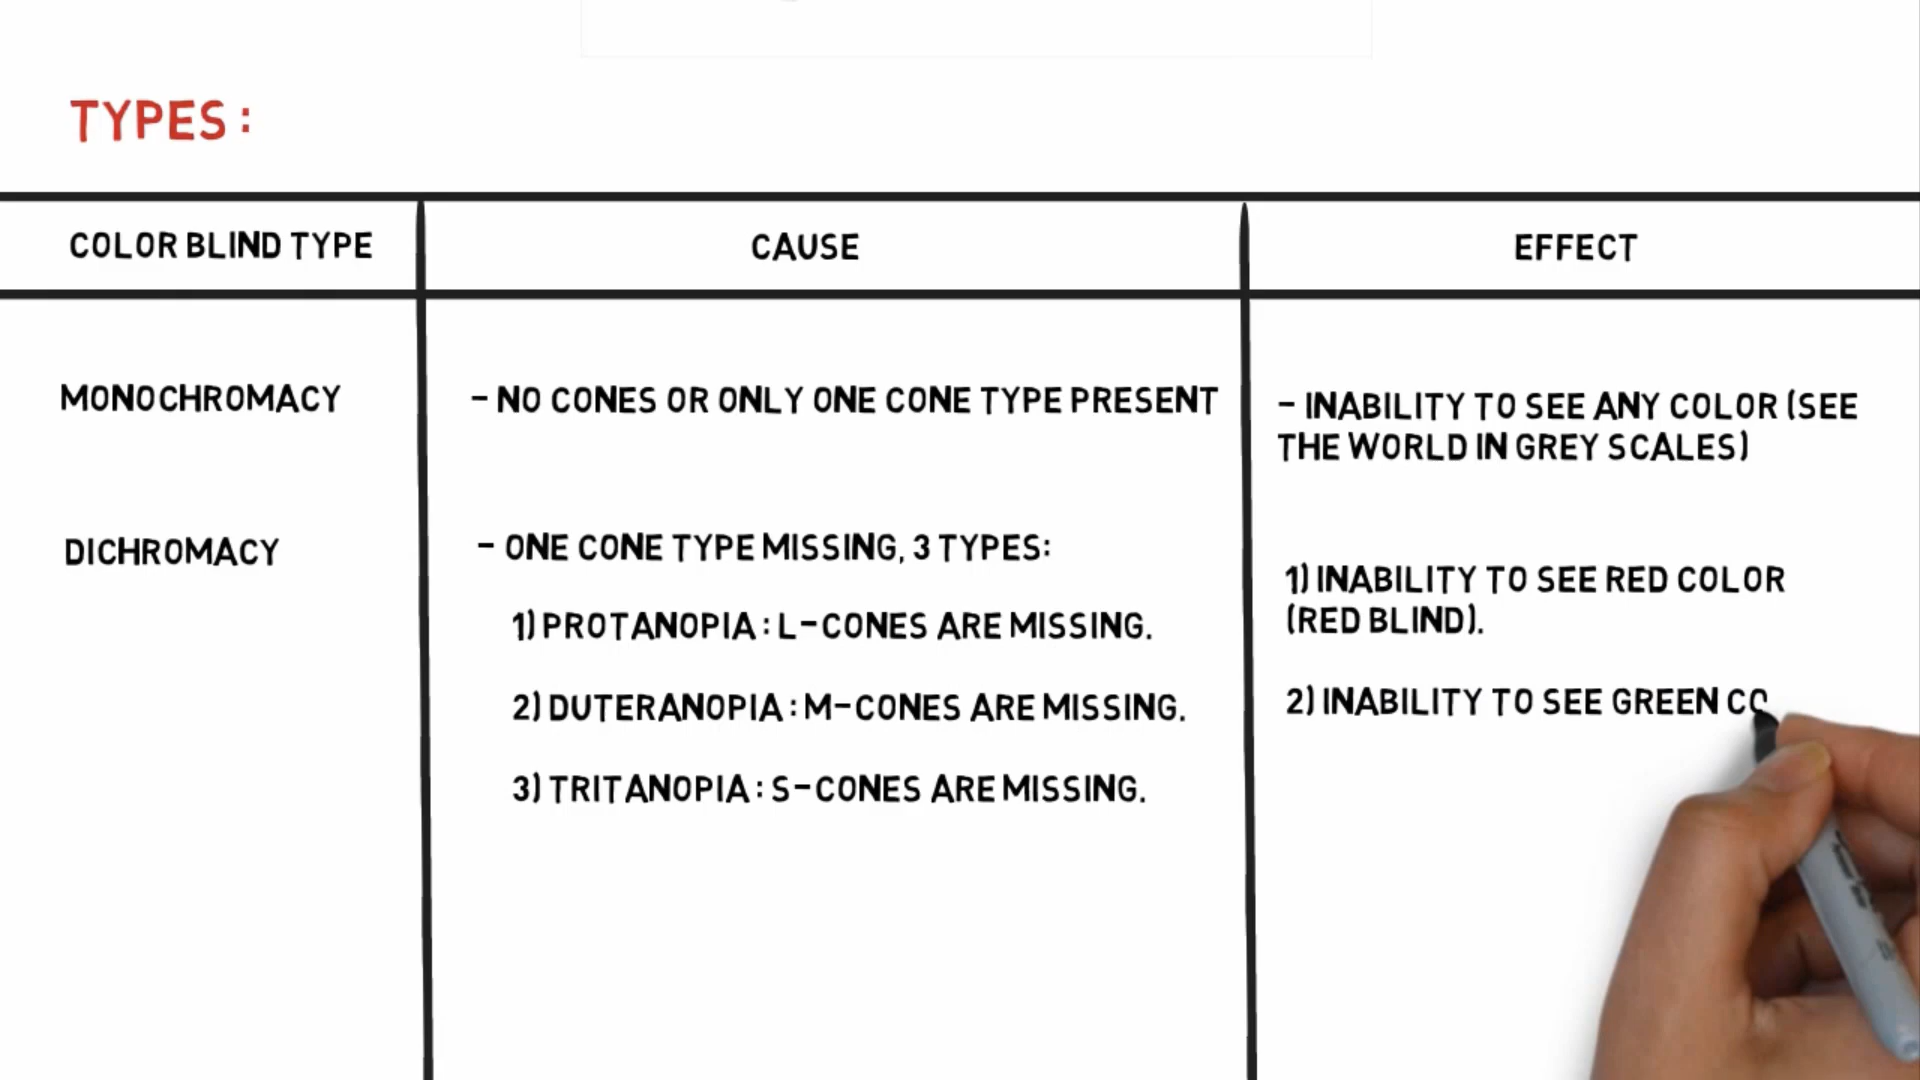 TYPES:
COLOR BLIND TYPE
CAUSE
EFFECT
MONOCHROMACY
- NO CONES OR ONLY ONE CONE TYPE PRESENT
- INABILITY TO SEE ANY COLOR (SEE
THE WORLD IN GREY SCALES)
DICHROMACY
- ONE CONE TYPE MISSING, 3 TYPES:
1) PROTANOPIA : L-CONES ARE MISSING.
2) DUTERANOPIA : M-CONES ARE MISSING.
3) TRITANOPIA : S-CONES ARE MISSING.
1) INABILITY TO SEE RED COLOR
(RED BLIND).
2) INABILITY TO SEE GREEN CO